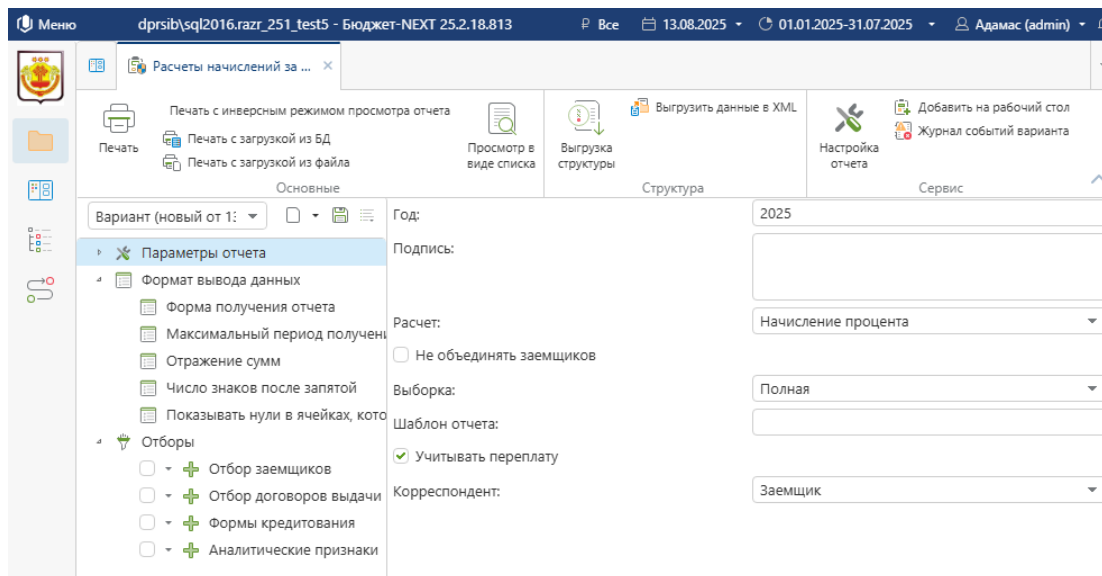 Меню dprsib\sql2016.razr_251_test5 - Бюджет-NEXT 25.2.18.813 ₽ Все 13.08.2025 01.01.2025-31.07.2025 Адамас (admin)
Расчеты начислений за ...
Печать
Печать с инверсным режимом просмотра отчета
Печать с загрузкой из БД
Печать с загрузкой из файла
Просмотр в
виде списка
Основные
Выгрузка
структуры
Выгрузить данные в XML
Структура
Настройка
отчета
Добавить на рабочий стол
Журнал событий варианта
Сервис
Вариант (новый от 1
Параметры отчета
Формат вывода данных
Форма получения отчета
Максимальный период получен
Отражение сумм
Число знаков после запятой
Показывать нули в ячейках, кото
Отборы
Отбор заемщиков
Отбор договоров выдачи
Формы кредитования
Аналитические признаки
Год: 2025
Подпись:
Расчет: Начисление процента
Не объединять заемщиков
Выборка: Полная
Шаблон отчета:
Учитывать переплату
Корреспондент: Заемщик